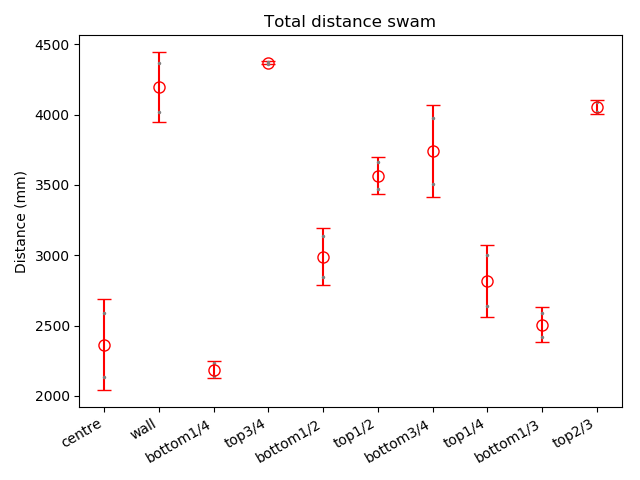 Total distance swam
Distance (mm)
4500
4000
3500
3000
2500
2000
centre
wall
bottom1/4
top3/4
bottom1/2
top1/2
bottom3/4
top1/4
bottom1/3
top2/3